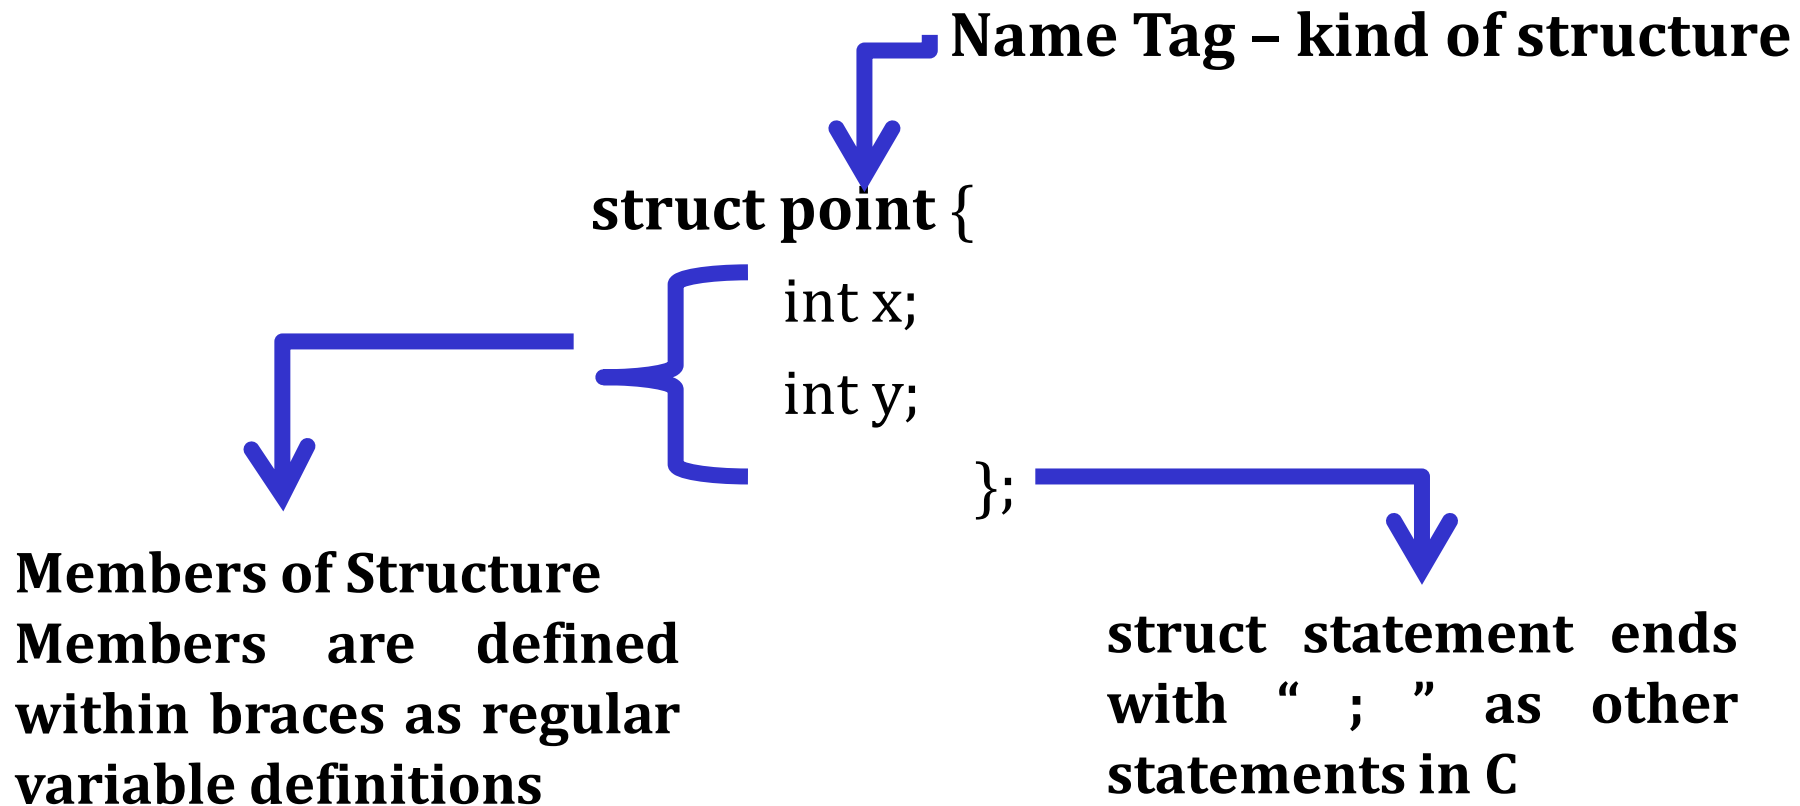 Name Tag – kind of structure
struct point {
int x;
int y;
};
Members of Structure
Members are defined
within braces as regular
variable definitions
struct statement ends
with “ ; ” as other
statements in C